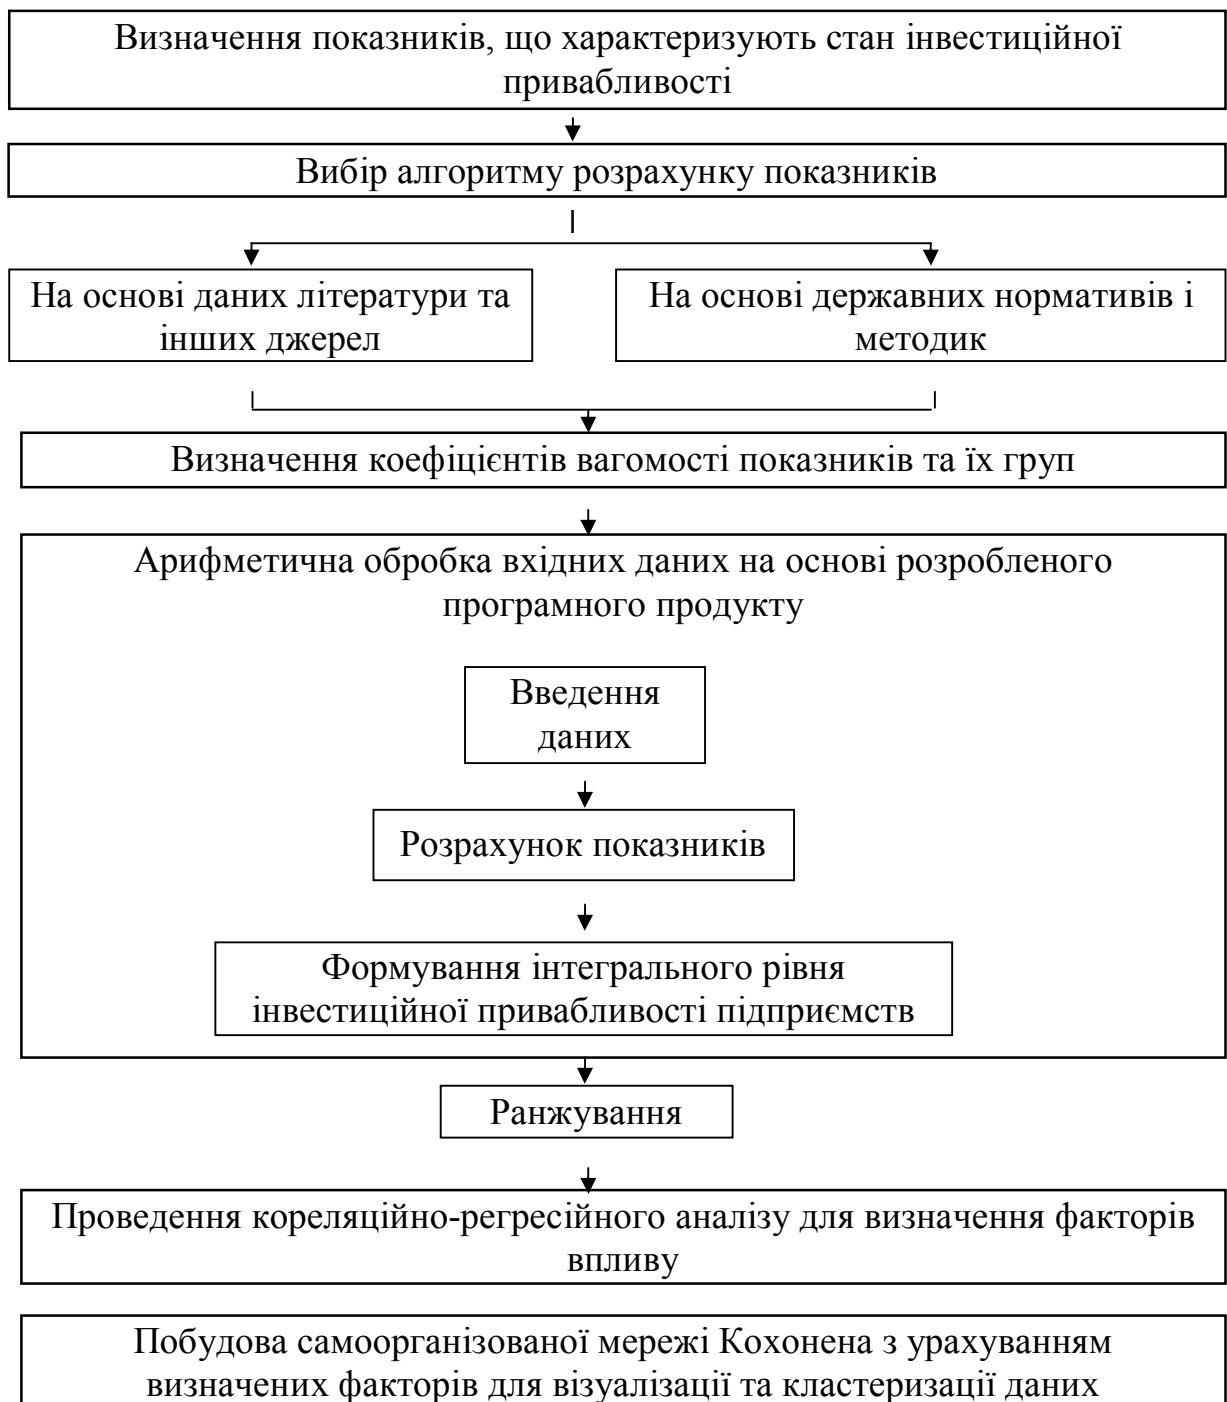 Визначення показників, що характеризують стан інвестиційної
привабливості
Вибір алгоритму розрахунку показників
На основі даних літератури та
інших джерел
На основі державних нормативів і
методик
Визначення коефіцієнтів вагомості показників та їх груп
Арифметична обробка вхідних даних на основі розробленого
програмного продукту
Введення
даних
Розрахунок показників
Формування інтегрального рівня
інвестиційної привабливості підприємств
Ранжування
Проведення кореляційно-регресійного аналізу для визначення факторів
впливу
Побудова самоорганізованої мережі Кохонена з урахуванням
визначених факторів для візуалізації та кластеризації даних